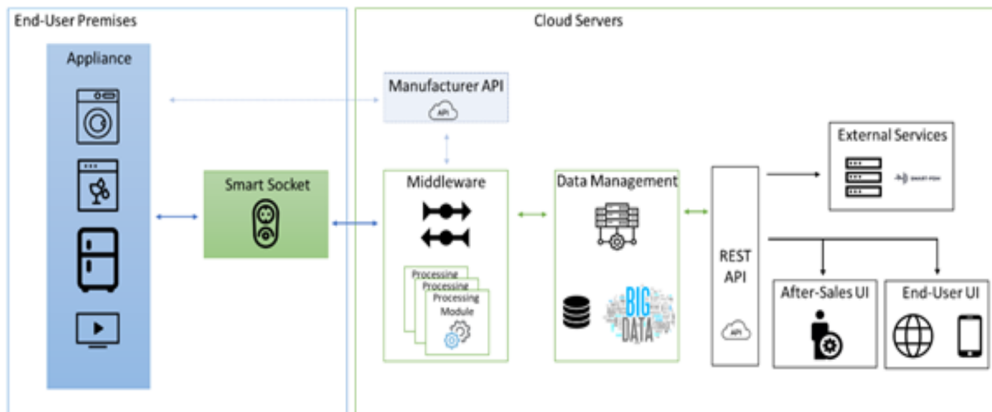 End-User Premises
Cloud Servers
Appliance
Manufacturer API
API
Smart Socket
Middleware
Data Management
External Services
REST
API
API
Processing
Processing
Processing
Module
BIG
DATA
After-Sales UI
End-User UI